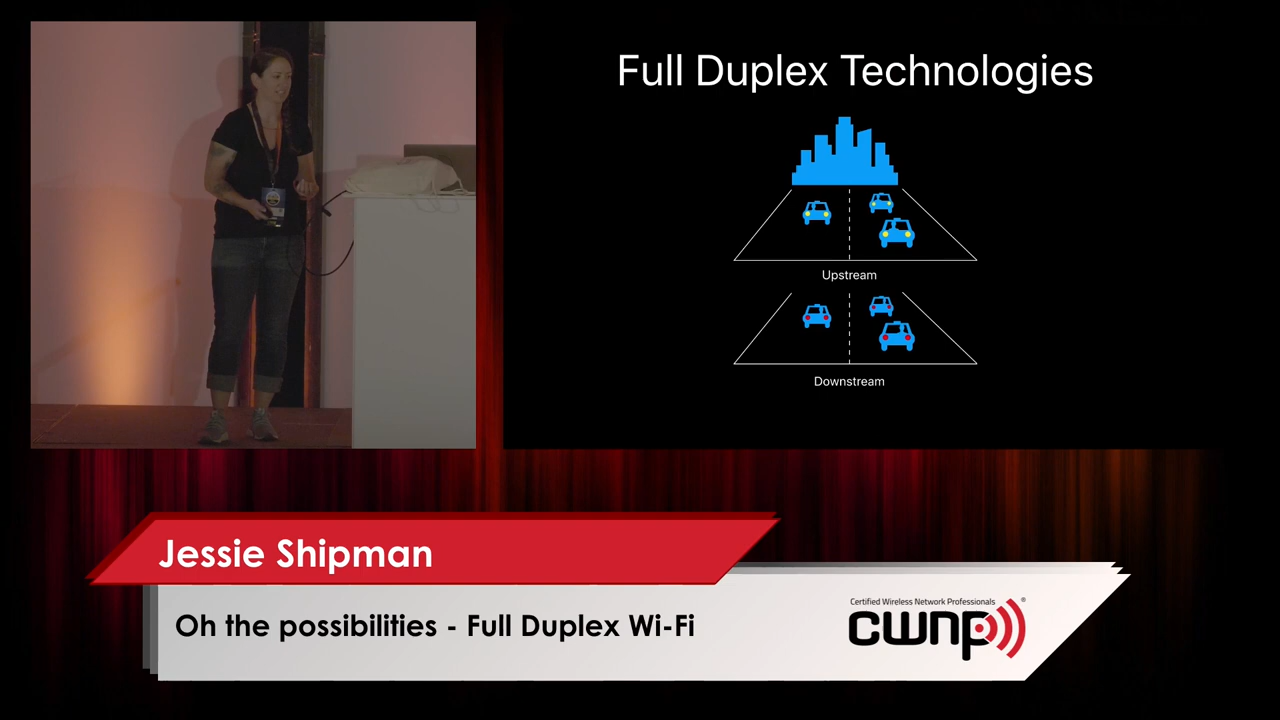 Full Duplex Technologies
Upstream
Downstream
Jessie Shipman
Oh the possibilities - Full Duplex Wi-Fi
Certified Wireless Network Professionals
®
cwnp